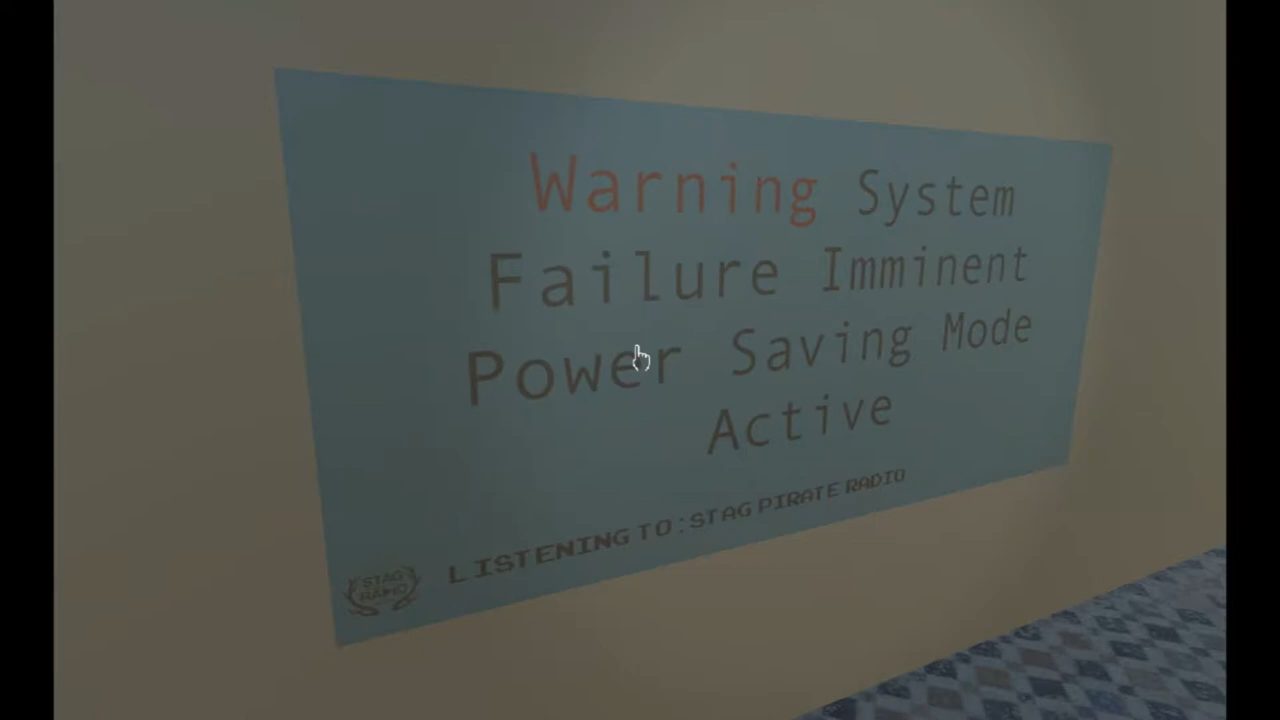 Warning System
Failure Imminent
Power Saving Mode
Active
LISTENING TO:STAG PIRATE RADIO
STAG
RADIO